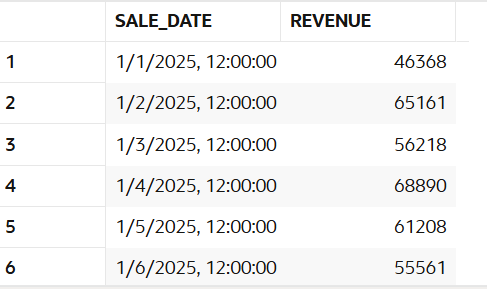 SALE_DATE REVENUE
1 1/1/2025, 12:00:00 46368
2 1/2/2025, 12:00:00 65161
3 1/3/2025, 12:00:00 56218
4 1/4/2025, 12:00:00 68890
5 1/5/2025, 12:00:00 61208
6 1/6/2025, 12:00:00 55561